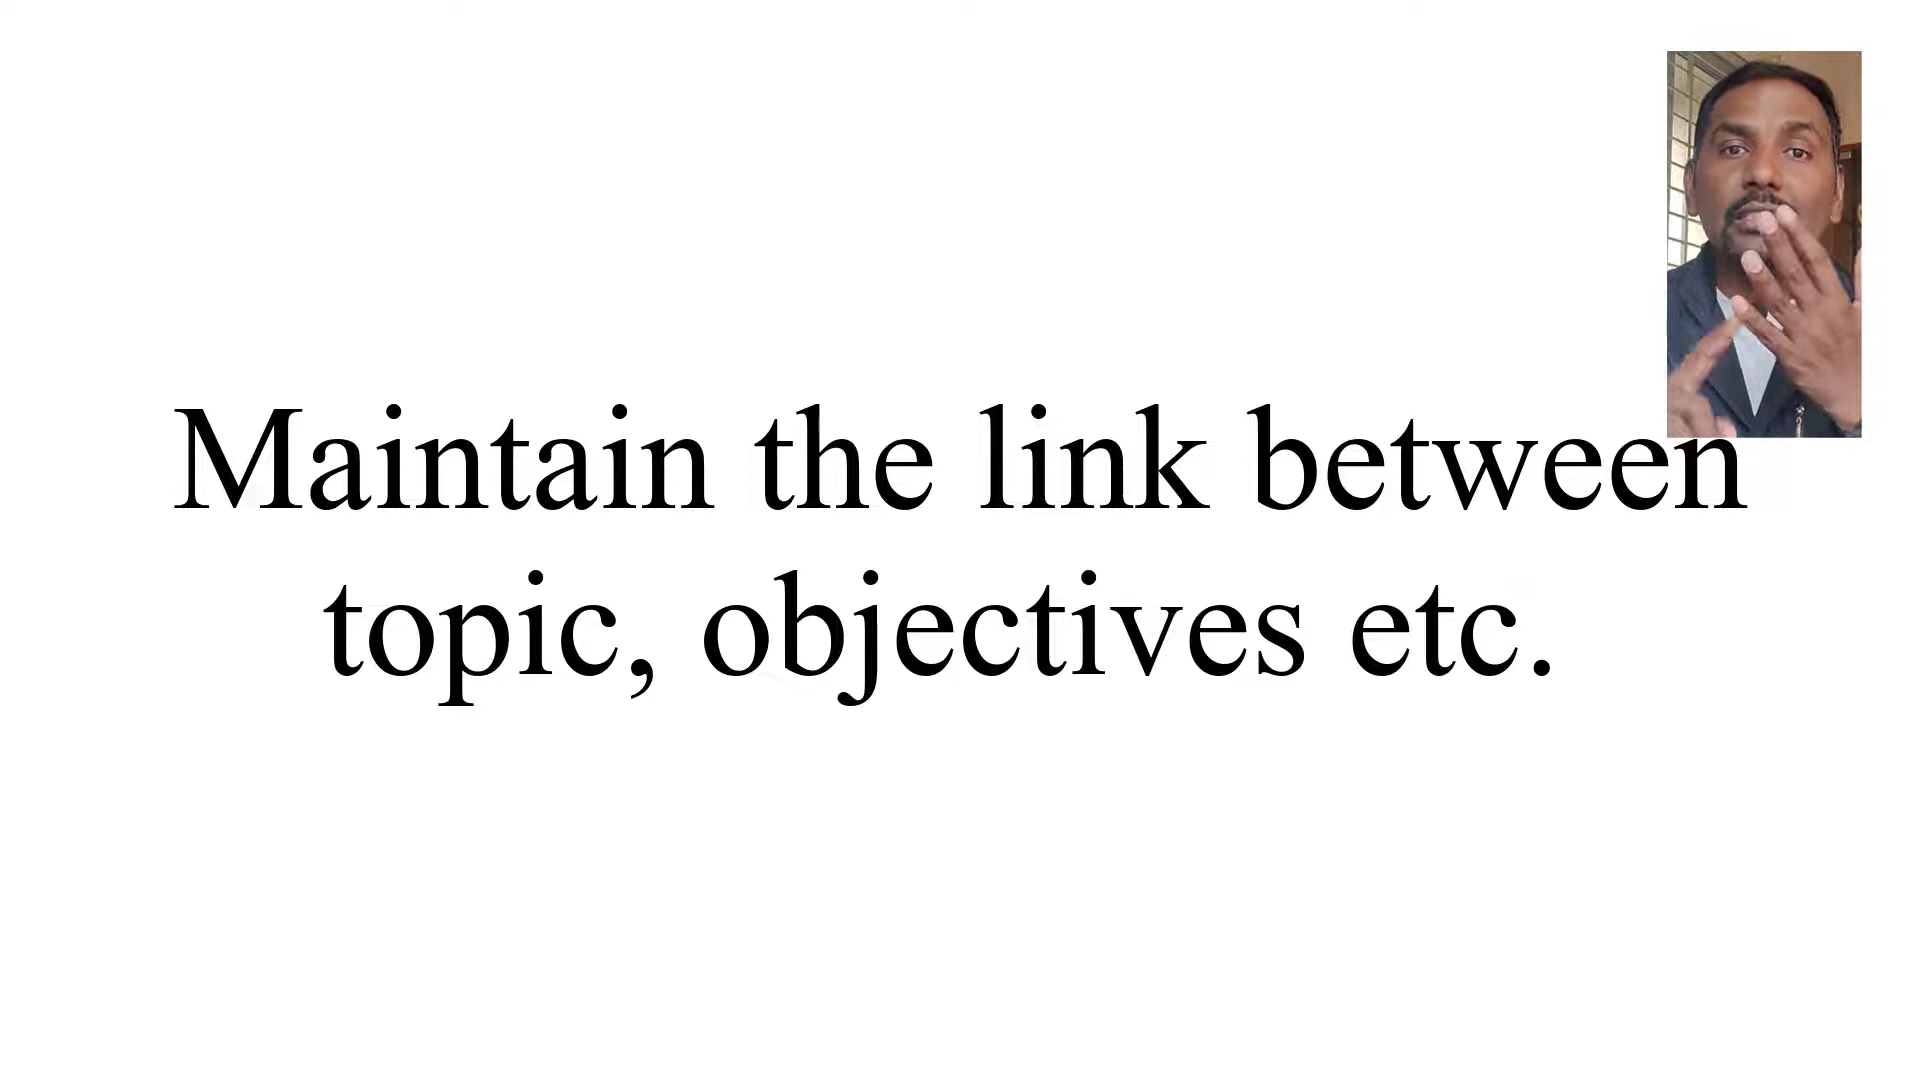 Maintain the link between
topic, objectives etc.